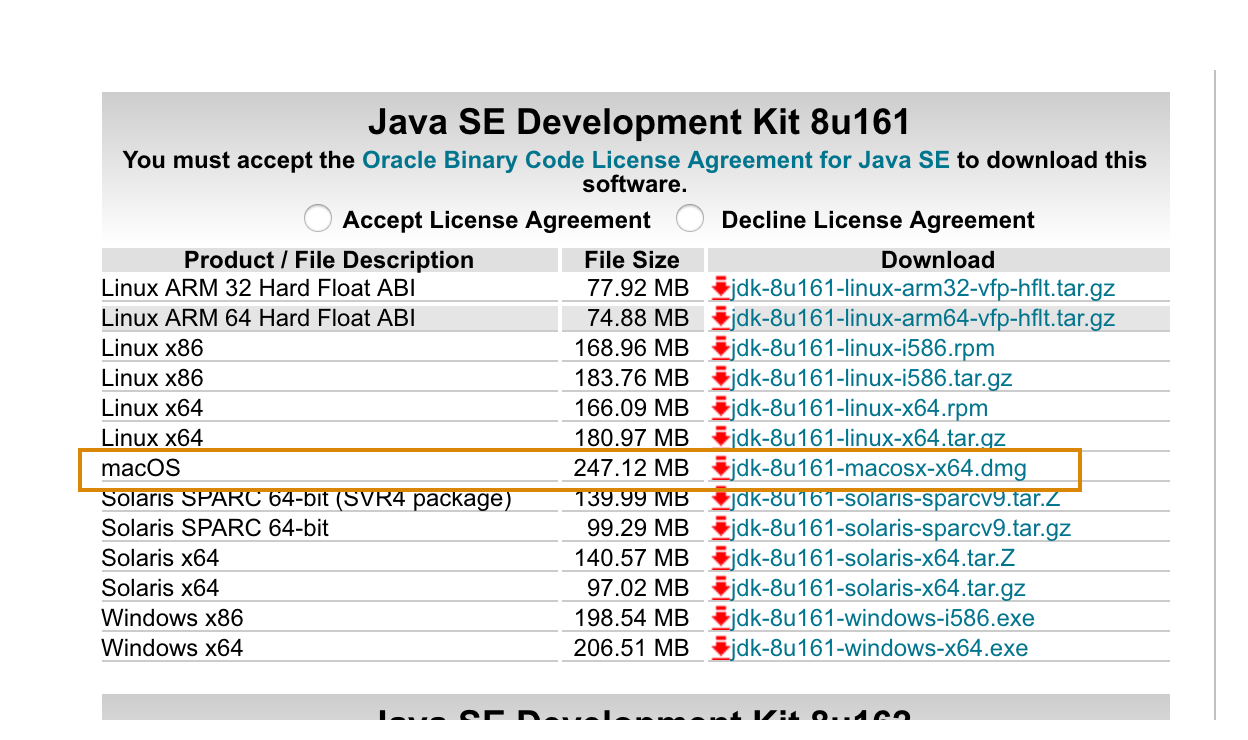 Java SE Development Kit 8u161
You must accept the Oracle Binary Code License Agreement for Java SE to download this
software.
Accept License Agreement Decline License Agreement
Product / File Description File Size Download
Linux ARM 32 Hard Float ABI 77.92 MB jdk-8u161-linux-arm32-vfp-hflt.tar.gz
Linux ARM 64 Hard Float ABI 74.88 MB jdk-8u161-linux-arm64-vfp-hflt.tar.gz
Linux x86 168.96 MB jdk-8u161-linux-i586.rpm
Linux x86 183.76 MB jdk-8u161-linux-i586.tar.gz
Linux x64 166.09 MB jdk-8u161-linux-x64.rpm
Linux x64 180.97 MB jdk-8u161-linux-x64.tar.gz
macOS 247.12 MB jdk-8u161-macosx-x64.dmg
Solaris SPARC 64-bit (SVR4 package) 139.99 MB jdk-8u161-solaris-sparcv9.tar.Z
Solaris SPARC 64-bit 99.29 MB jdk-8u161-solaris-sparcv9.tar.gz
Solaris x64 140.57 MB jdk-8u161-solaris-x64.tar.Z
Solaris x64 97.02 MB jdk-8u161-solaris-x64.tar.gz
Windows x86 198.54 MB jdk-8u161-windows-i586.exe
Windows x64 206.51 MB jdk-8u161-windows-x64.exe
Java SE Development Kit 8u162